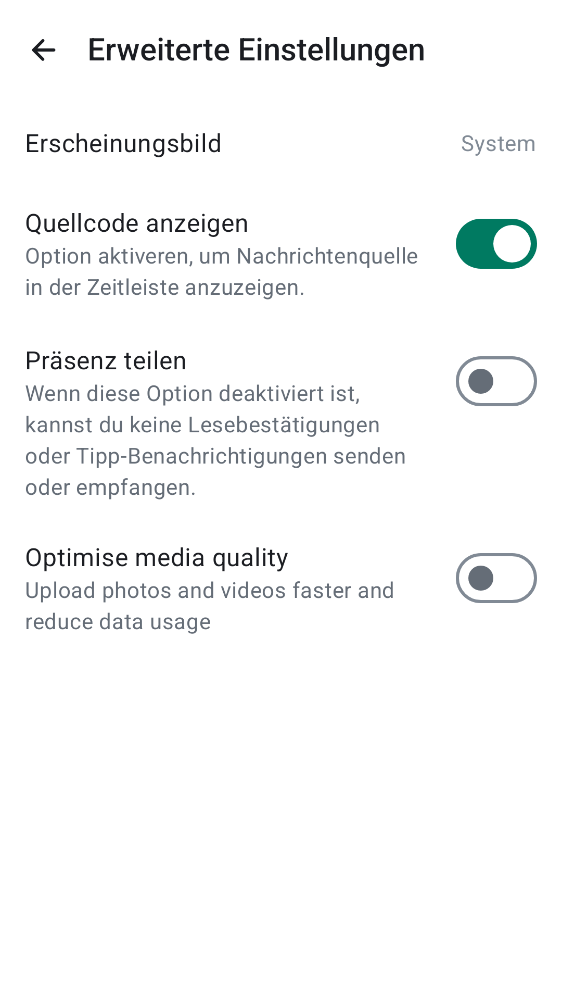 Erweiterte Einstellungen
Erscheinungsbild
System
Quellcode anzeigen
Option aktiveren, um Nachrichtenquelle
in der Zeitleiste anzuzeigen.
Präsenz teilen
Wenn diese Option deaktiviert ist,
kannst du keine Lesebestätigungen
oder Tipp-Benachrichtigungen senden
oder empfangen.
Optimise media quality
Upload photos and videos faster and
reduce data usage